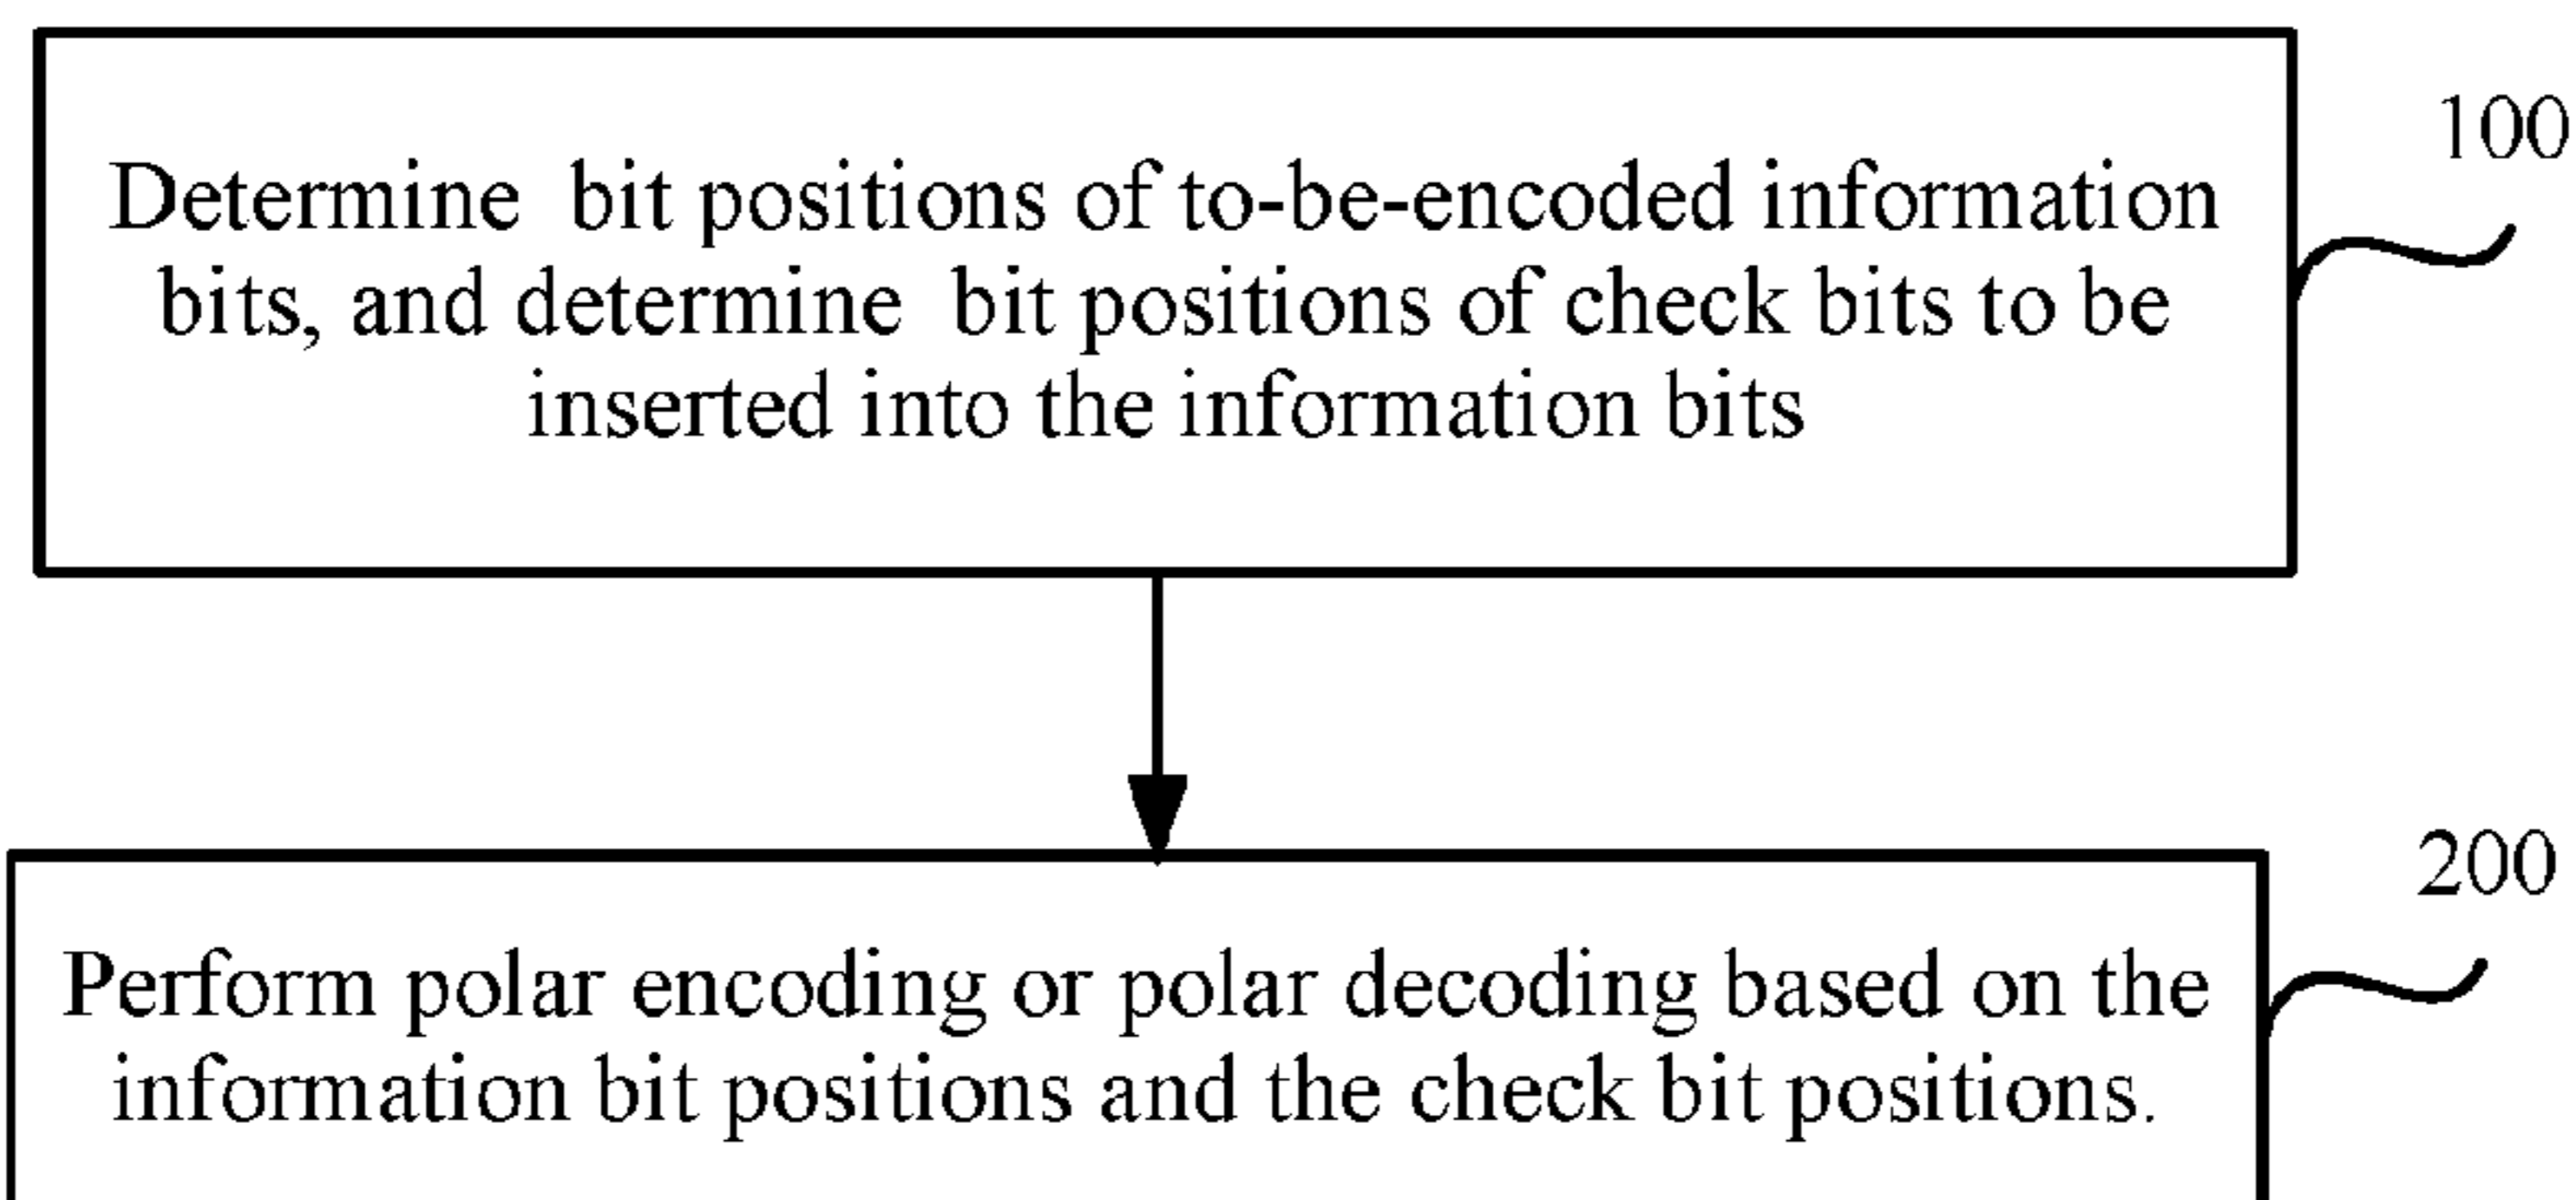 100
Determine bit positions of to-be-encoded information
bits, and determine bit positions of check bits to be
inserted into the information bits
200
Perform polar encoding or polar decoding based on the
information bit positions and the check bit positions.